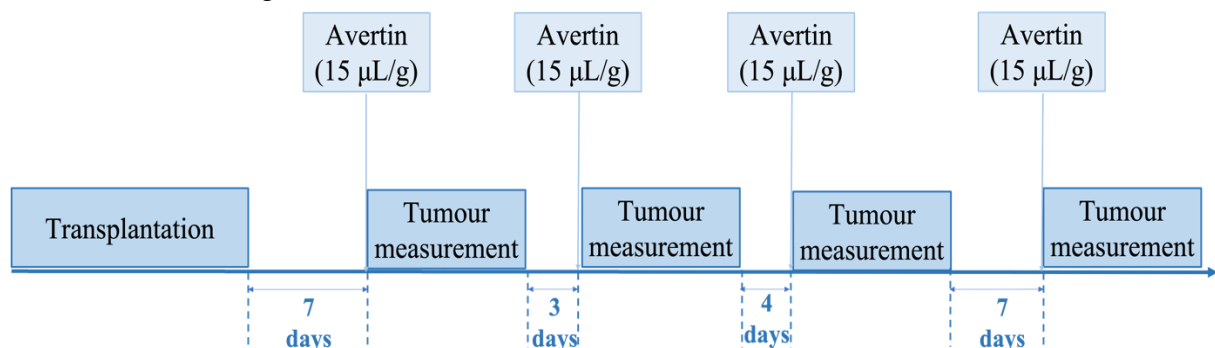 Avertin
(15 μL/g)
Avertin
(15 μL/g)
Avertin
(15 μL/g)
Avertin
(15 μL/g)
Transplantation
Tumour
measurement
Tumour
measurement
Tumour
measurement
Tumour
measurement
7
days
3
days
4
days
7
days